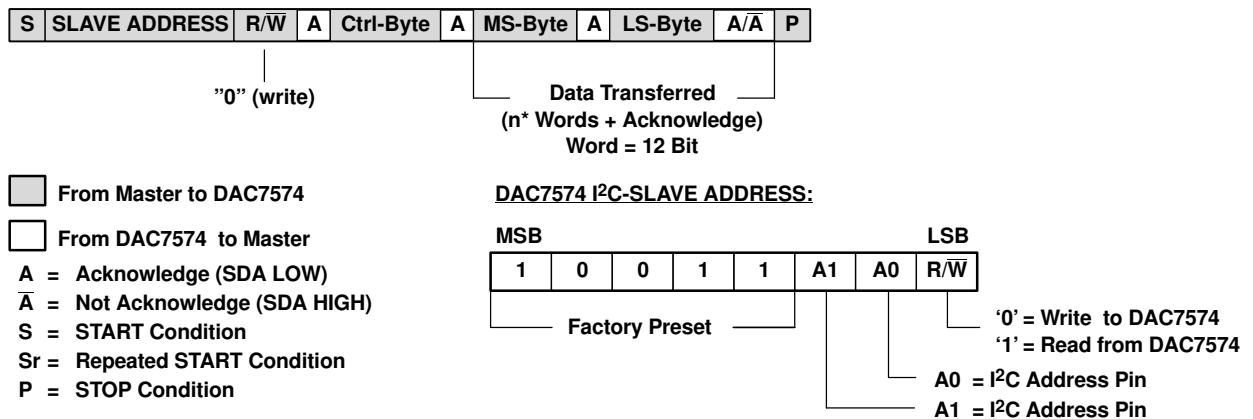 S SLAVE ADDRESS R/W̅ A Ctrl-Byte A MS-Byte A LS-Byte A/A̅ P
”0” (write)
Data Transferred
(n* Words + Acknowledge)
Word = 12 Bit
From Master to DAC7574
From DAC7574 to Master
A = Acknowledge (SDA LOW)
A̅ = Not Acknowledge (SDA HIGH)
S = START Condition
Sr = Repeated START Condition
P = STOP Condition
DAC7574 I²C-SLAVE ADDRESS:
MSB LSB
1 0 0 1 1 A1 A0 R/W̅
Factory Preset
‘0’ = Write to DAC7574
‘1’ = Read from DAC7574
A0 = I²C Address Pin
A1 = I²C Address Pin